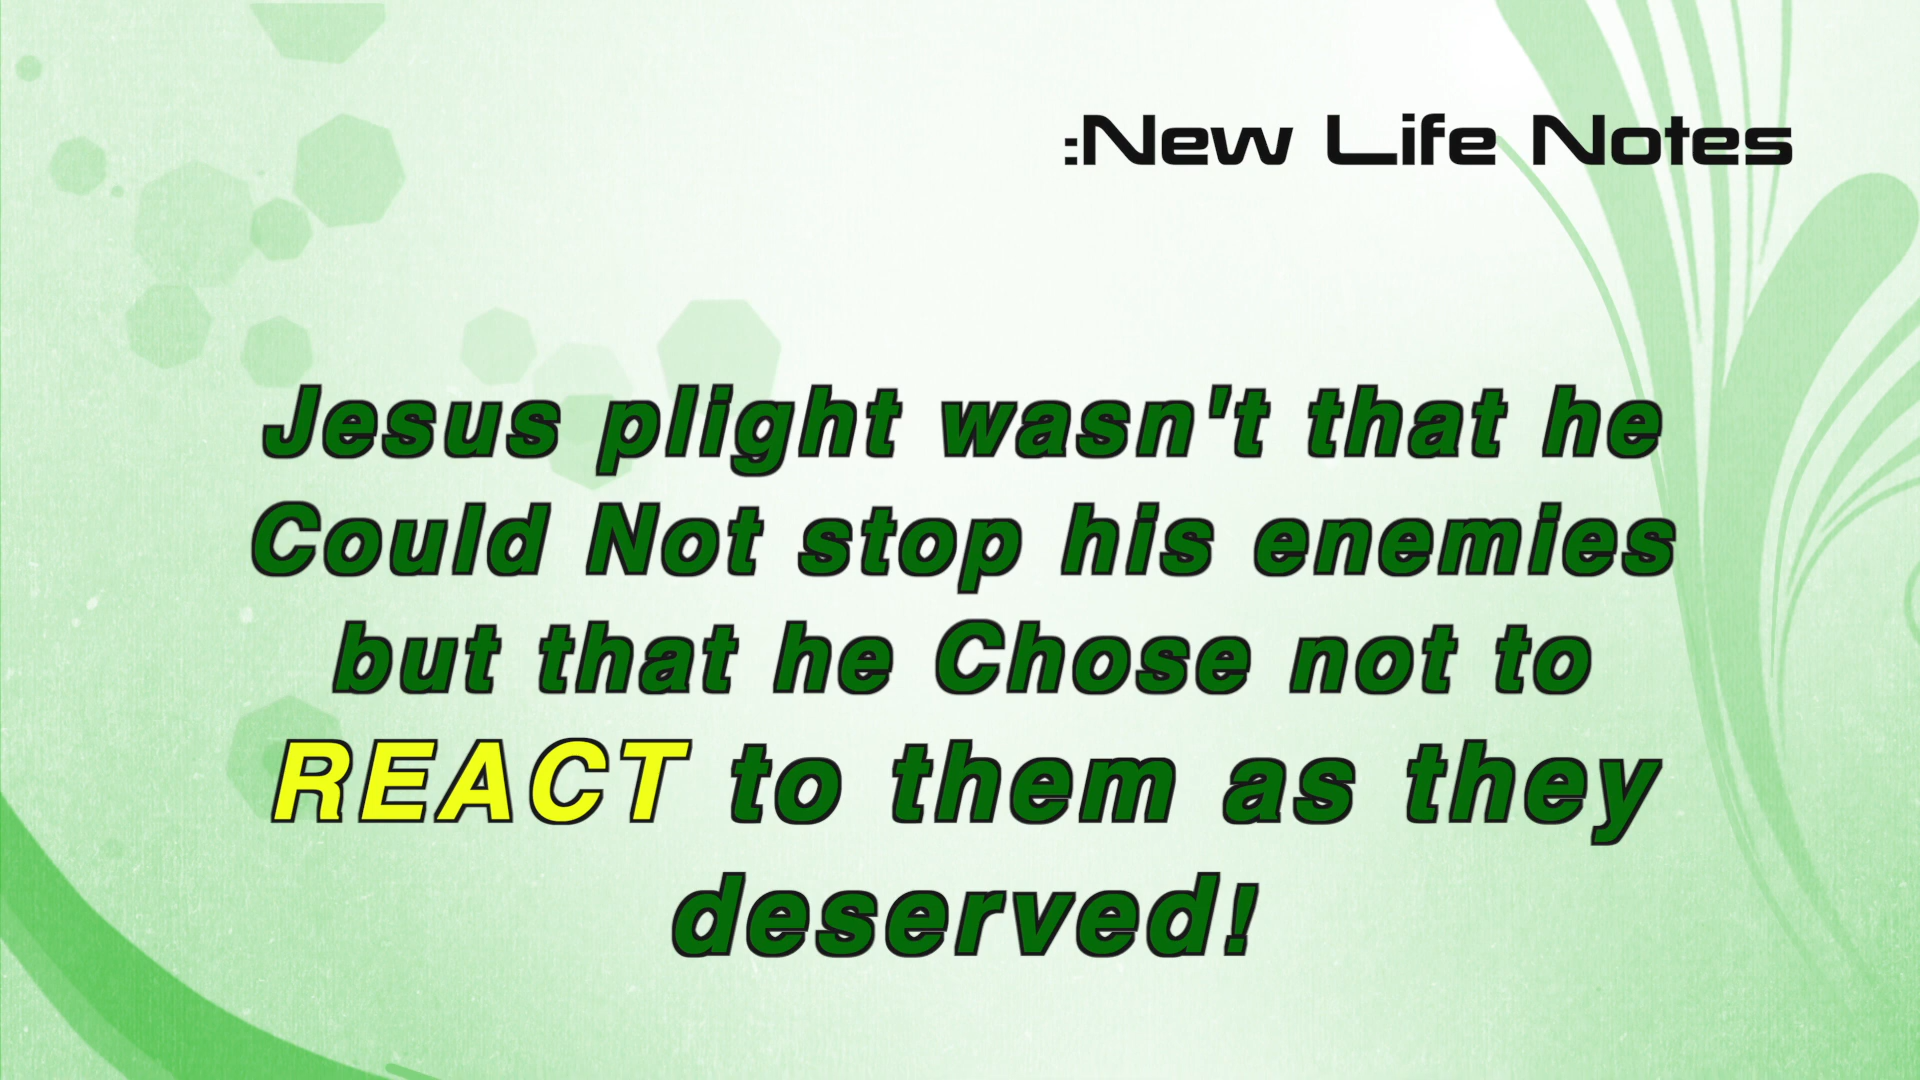 :New Life Notes
Jesus plight wasn't that he
Could Not stop his enemies
but that he Chose not to
REACT to them as they
deserved!